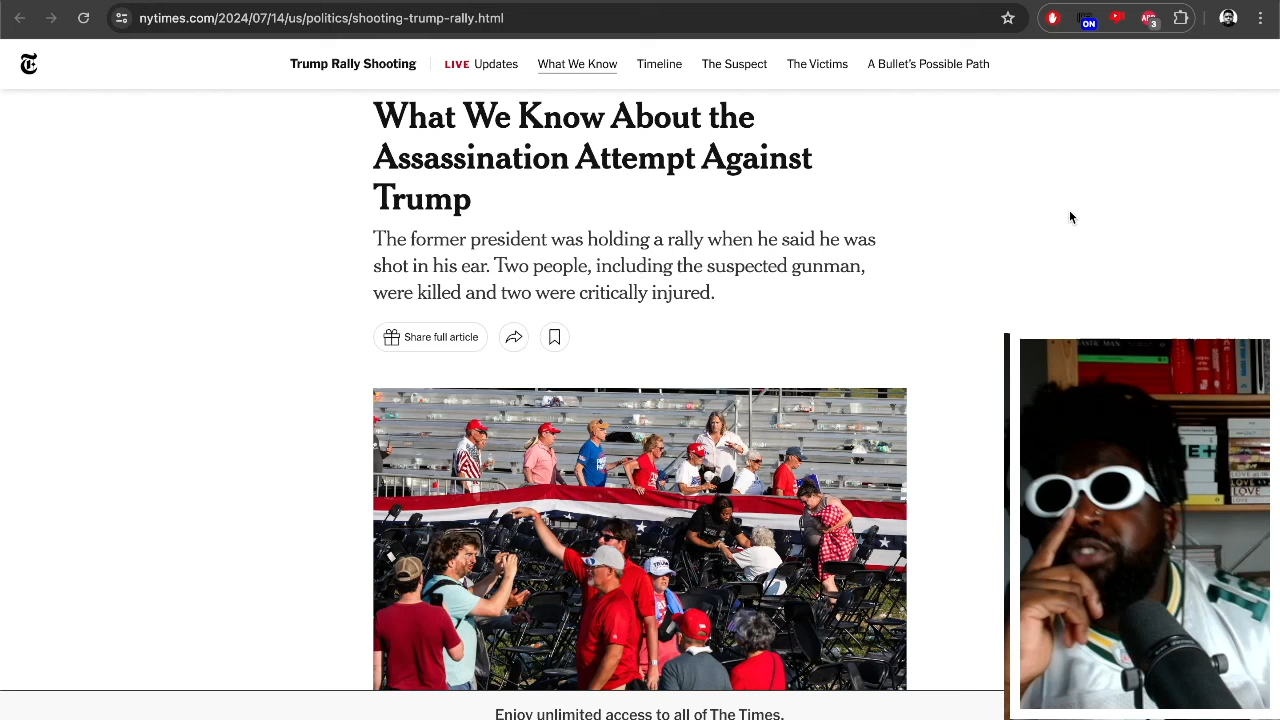 nytimes.com/2024/07/14/us/politics/shooting-trump-rally.html
ON
3
Trump Rally Shooting LIVE Updates What We Know Timeline The Suspect The Victims A Bullet's Possible Path
What We Know About the
Assassination Attempt Against
Trump
The former president was holding a rally when he said he was
shot in his ear. Two people, including the suspected gunman,
were killed and two were critically injured.
Share full article
LOVE
Enjoy unlimited access to all of The Times.